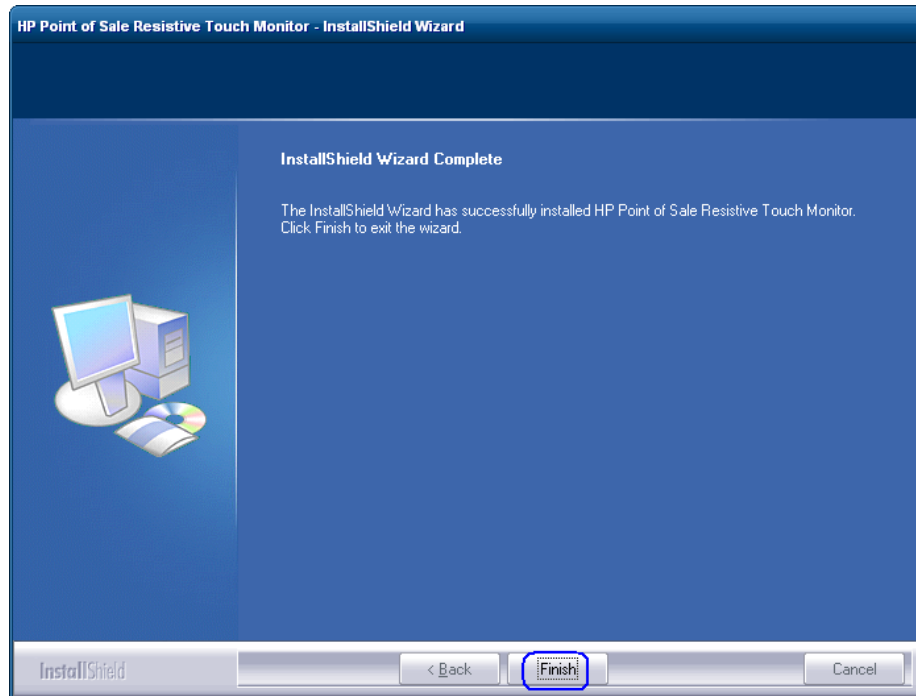 HP Point of Sale Resistive Touch Monitor - InstallShield Wizard
InstallShield Wizard Complete
The InstallShield Wizard has successfully installed HP Point of Sale Resistive Touch Monitor.
Click Finish to exit the wizard.
InstallShield
< Back
Finish
Cancel